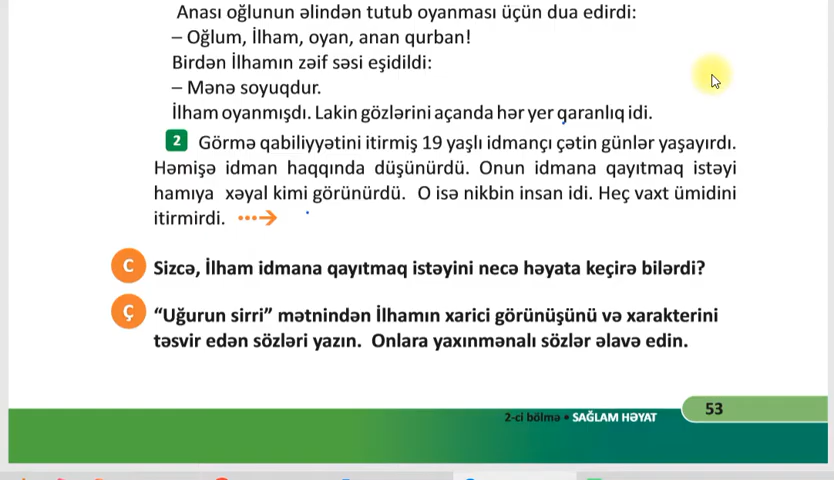 Anası oğlunun əlindən tutub oyanması üçün dua edirdi:
– Oğlum, İlham, oyan, anan qurban!
Birdən İlhamın zəif səsi eşidildi:
– Mənə soyuqdur.
İlham oyanmışdı. Lakin gözlərini açanda hər yer qaranlıq idi.
2 Görmə qabiliyyətini itirmiş 19 yaşlı idmançı çətin günlər yaşayırdı.
Həmişə idman haqqında düşünürdü. Onun idmana qayıtmaq istəyi
hamıya xəyal kimi görünürdü. O isə nikbin insan idi. Heç vaxt ümidini
itirmirdi.
C Sizcə, İlham idmana qayıtmaq istəyini necə həyata keçirə bilərdi?
Ç “Uğurun sirri” mətnindən İlhamın xarici görünüşünü və xarakterini
təsvir edən sözləri yazın. Onlara yaxınmənalı sözlər əlavə edin.
2-ci bölmə • SAĞLAM HƏYAT 53